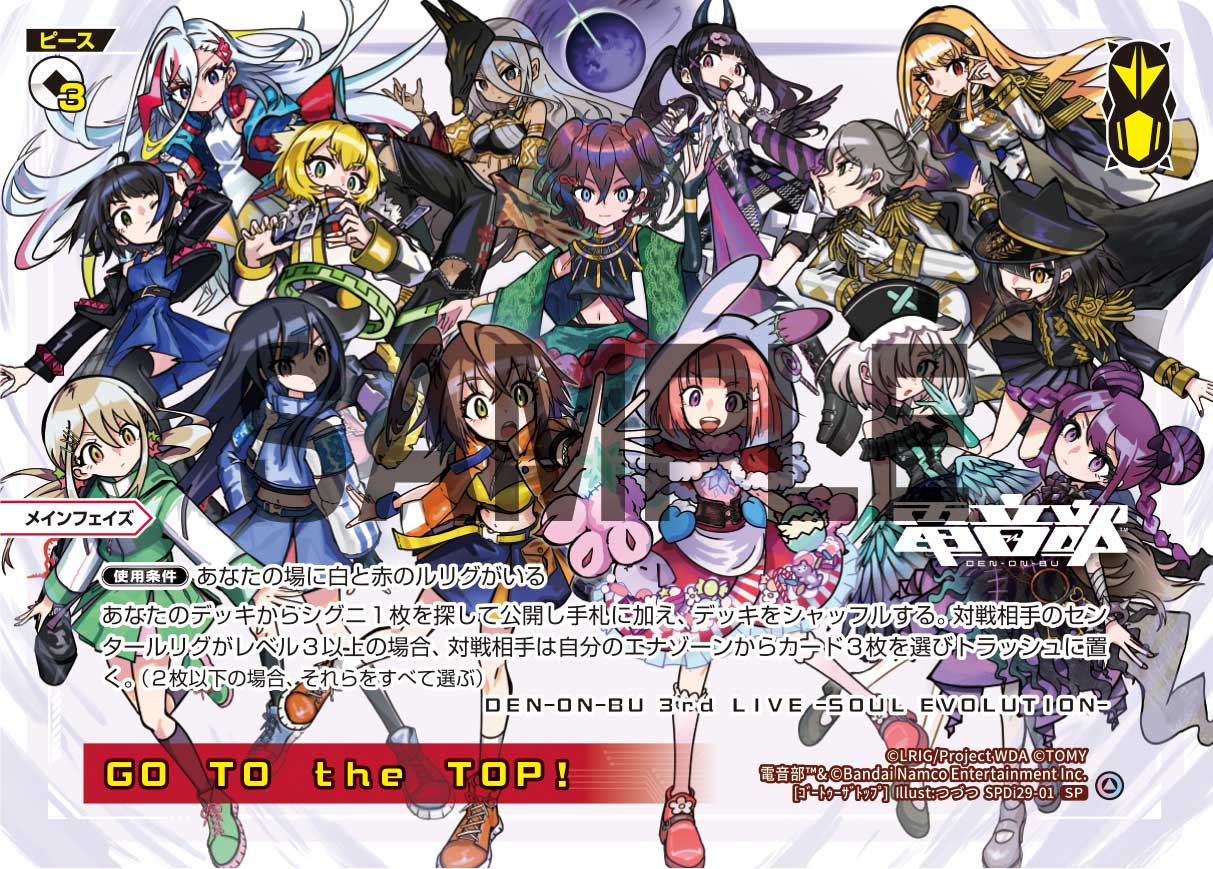 ピース
3
SAMPLE
メインフェイズ
電音部™
DEN-ON-BU
使用条件 あなたの場に白と赤のルリグがいる
あなたのデッキからシグニ1枚を探して公開し手札に加え、デッキをシャッフルする。対戦相手のセン
タールリグがレベル3以上の場合、対戦相手は自分のエナゾーンからカード3枚を選びトラッシュに置
く。(2枚以下の場合、それらをすべて選ぶ)
DEN-ON-BU 3rd LIVE -SOUL EVOLUTION-
GO TO the TOP!
©LRIG/Project WDA ©TOMY
電音部™& ©Bandai Namco Entertainment Inc.
[ｺﾞｰﾄｩｰｻﾞﾄｯﾌﾟ] Illust:つづつ SPDi29-01 SP